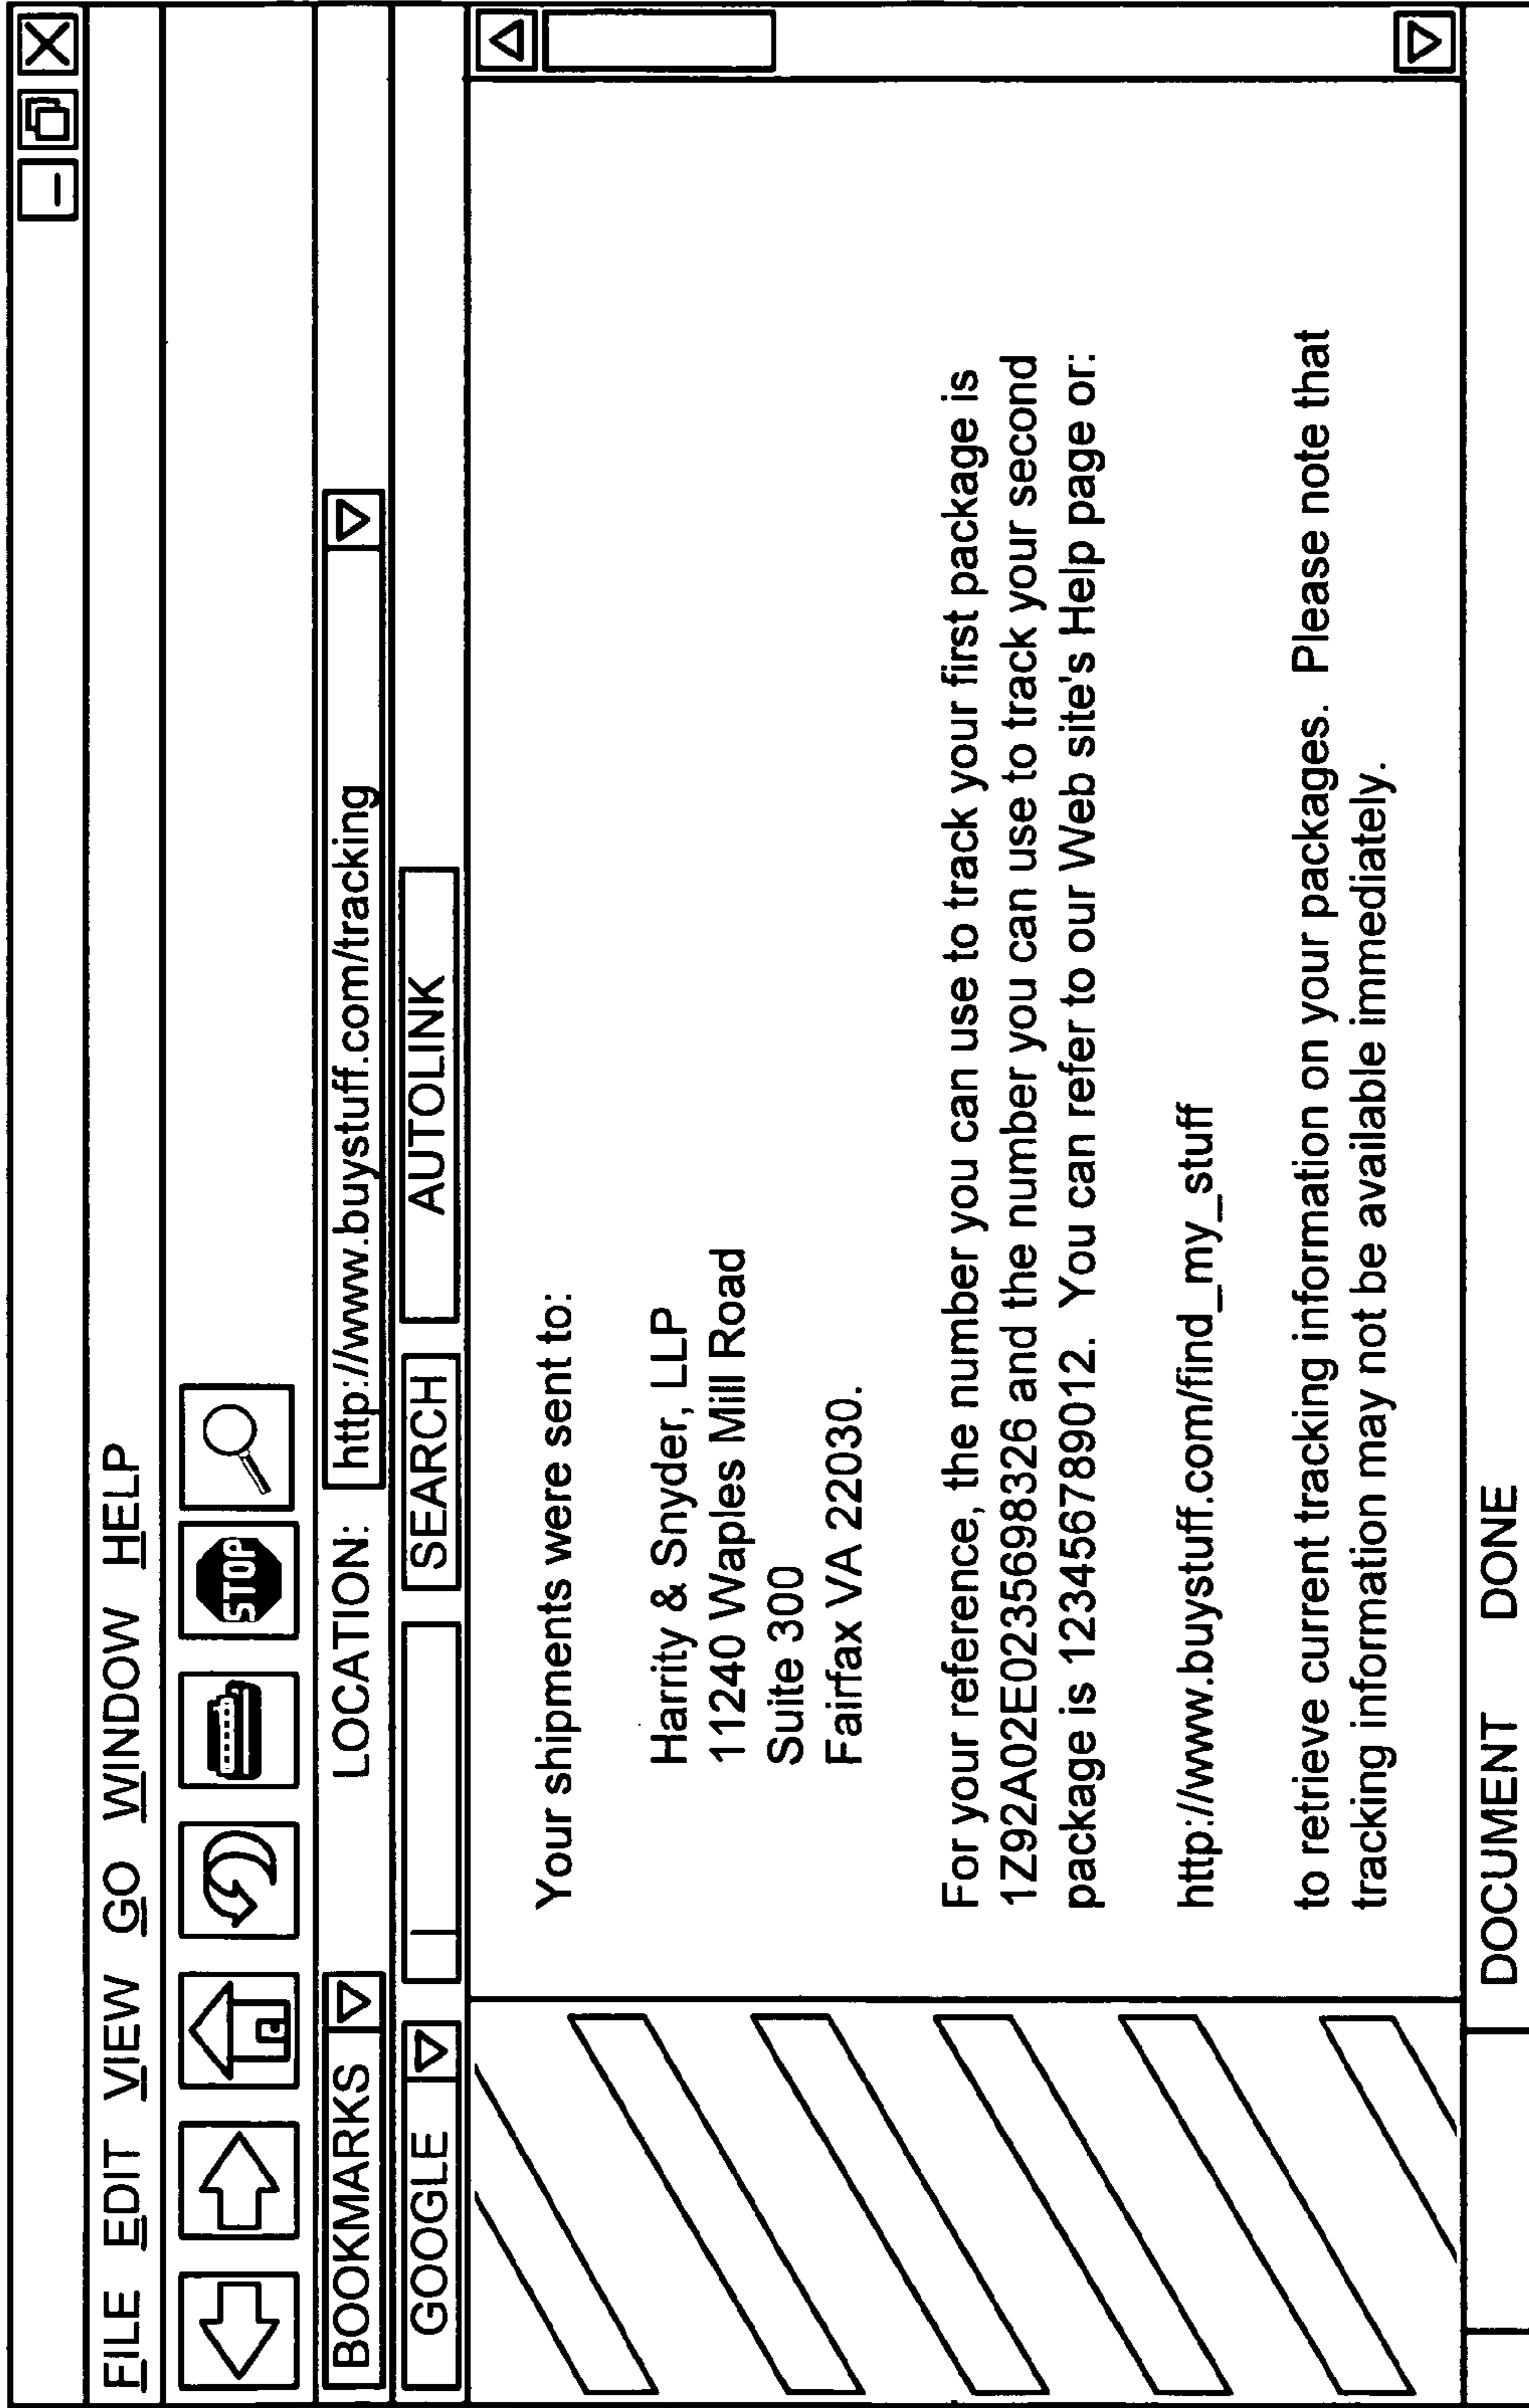 FILE EDIT VIEW GO WINDOW HELP
STOP
BOOKMARKS LOCATION: http://www.buystuff.com/tracking
GOOGLE SEARCH AUTOLINK
Your shipments were sent to:
Harrity & Snyder, LLP
11240 Waples Mill Road
Suite 300
Fairfax VA 22030.
For your reference, the number you can use to track your first package is
1Z92A02E0235698326 and the number you can use to track your second
package is 123456789012. You can refer to our Web site's Help page or:
http://www.buystuff.com/find_my_stuff
to retrieve current tracking information on your packages. Please note that
tracking information may not be available immediately.
DOCUMENT DONE